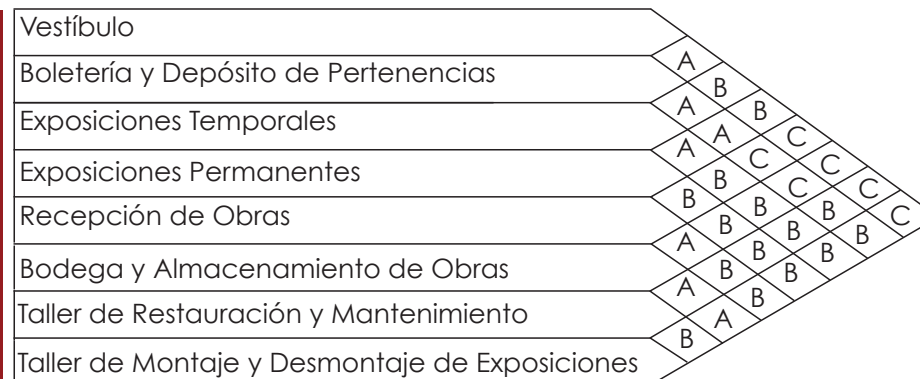 Vestíbulo
Boletería y Depósito de Pertenencias
Exposiciones Temporales
Exposiciones Permanentes
Recepción de Obras
Bodega y Almacenamiento de Obras
Taller de Restauración y Mantenimiento
Taller de Montaje y Desmontaje de Exposiciones
A B B C C C C
A A C C B B
A B B B B
B B B B
A B B
A A
B